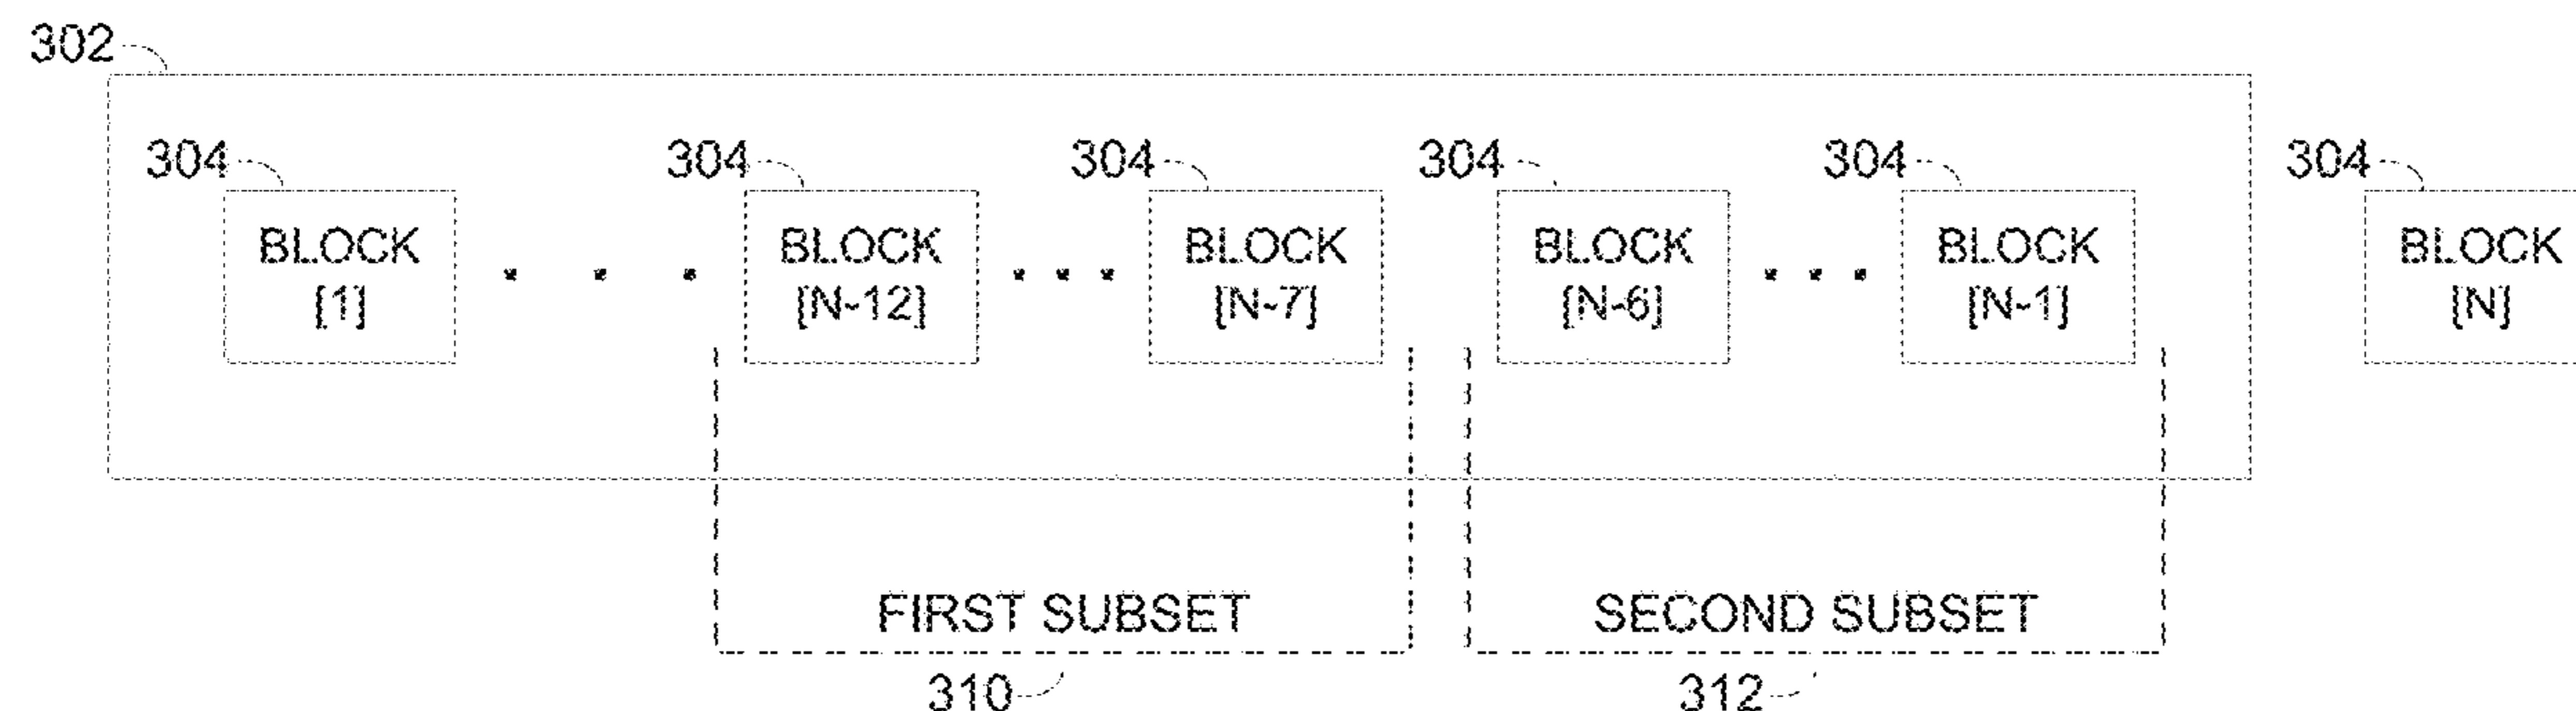 302
304 304 304 304 304 304
BLOCK BLOCK BLOCK BLOCK BLOCK BLOCK
[1] . . . [N-12] ... [N-7] [N-6] ... [N-1] [N]
FIRST SUBSET SECOND SUBSET
310 312